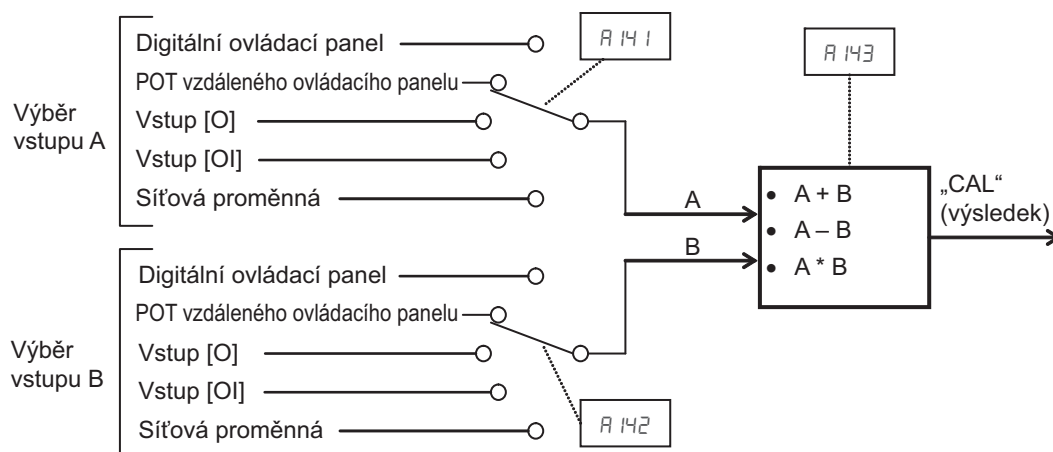 Výběr
vstupu A
Digitální ovládací panel
POT vzdáleného ovládacího panelu
Vstup [O]
Vstup [OI]
Síťová proměnná
A141
A143
A
B
• A + B
• A – B
• A * B
„CAL“
(výsledek)
Výběr
vstupu B
Digitální ovládací panel
POT vzdáleného ovládacího panelu
Vstup [O]
Vstup [OI]
Síťová proměnná
A142